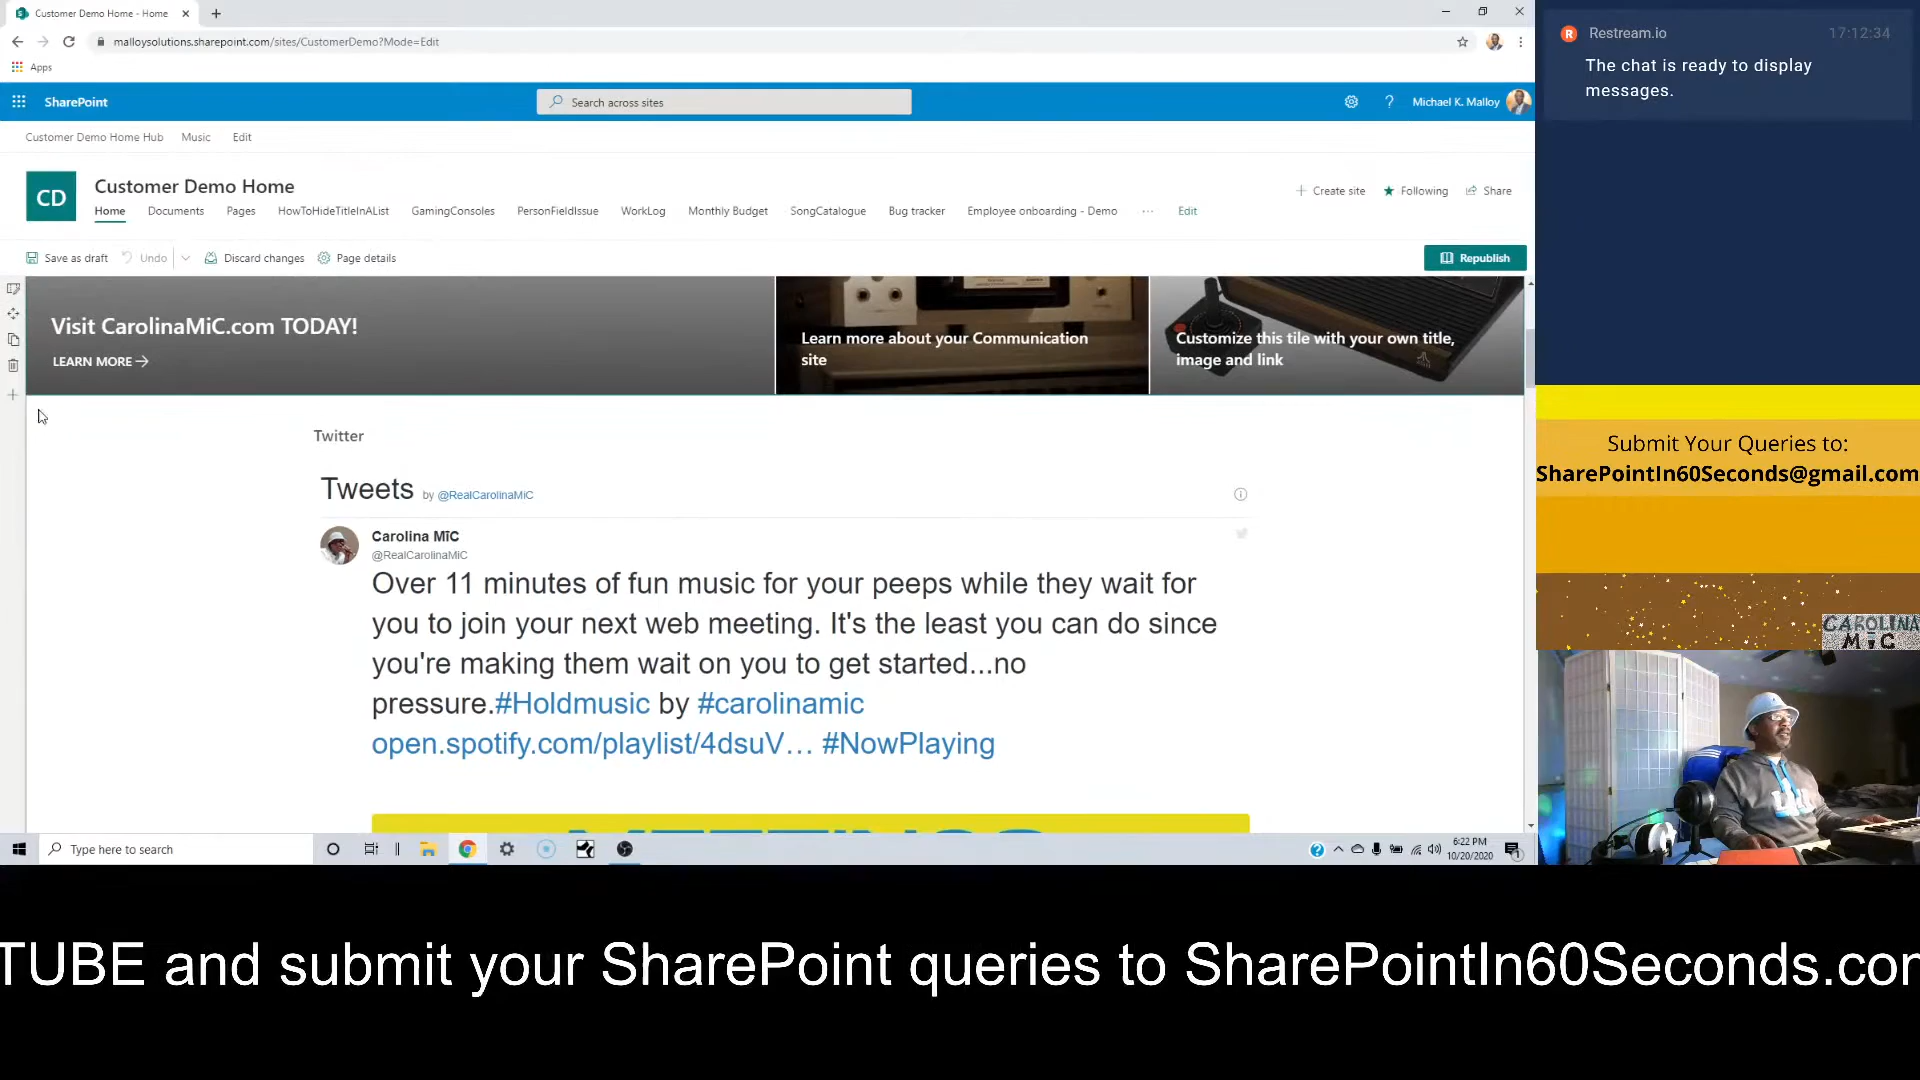 Customer Demo Home - Home
malloysolutions.sharepoint.com/sites/CustomerDemo?Mode=Edit
Apps
SharePoint
Search across sites
Michael K. Malloy
Customer Demo Home Hub Music Edit
CD
Customer Demo Home
Create site Following Share
Home Documents Pages HowToHideTitleInAList GamingConsoles PersonFieldIssue WorkLog Monthly Budget SongCatalogue Bug tracker Employee onboarding - Demo ... Edit
Save as draft Undo Discard changes Page details Republish
Visit CarolinaMiC.com TODAY!
LEARN MORE
Learn more about your Communication
site
Customize this tile with your own title,
image and link
Twitter
Tweets by @RealCarolinaMiC
Carolina MīC
@RealCarolinaMiC
Over 11 minutes of fun music for your peeps while they wait for
you to join your next web meeting. It's the least you can do since
you're making them wait on you to get started...no
pressure.#Holdmusic by #carolinamic
open.spotify.com/playlist/4dsuV… #NowPlaying
Type here to search
6:22 PM
10/20/2020
R Restream.io 17:12:34
The chat is ready to display
messages.
Submit Your Queries to:
SharePointIn60Seconds@gmail.com
CAROLINA
MiC
TUBE and submit your SharePoint queries to SharePointIn60Seconds.con